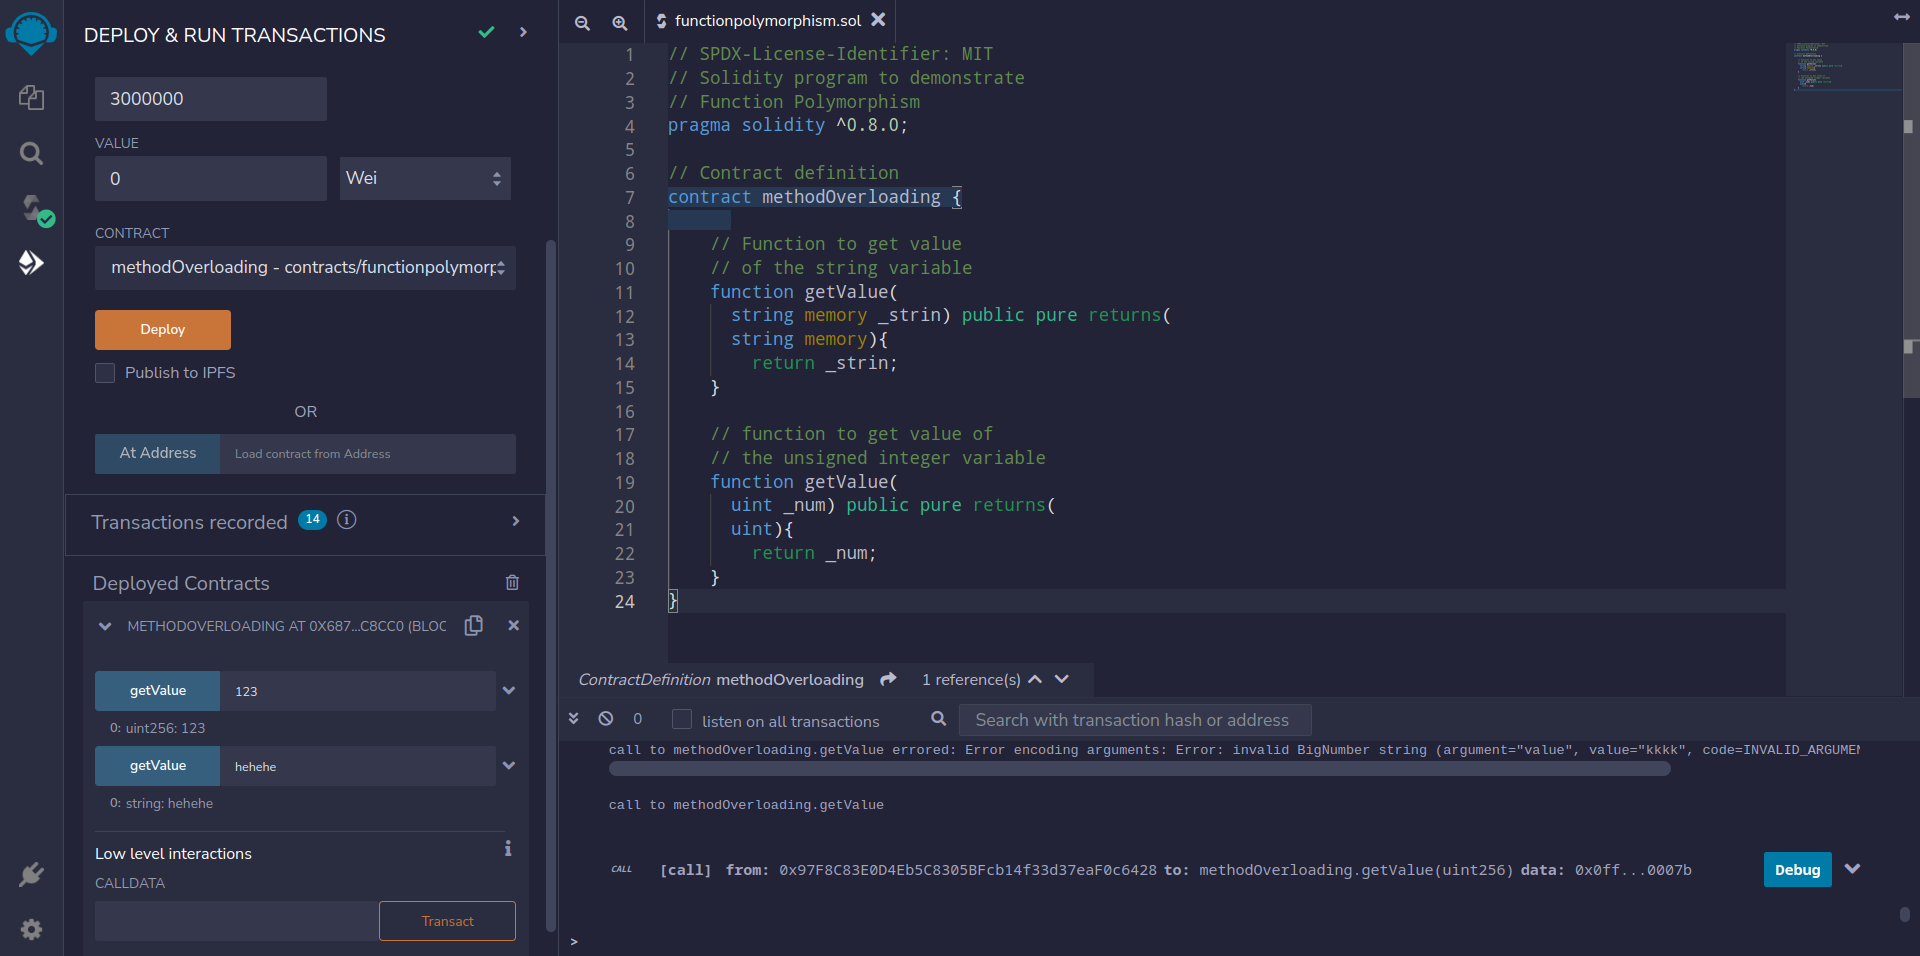 DEPLOY & RUN TRANSACTIONS
3000000
VALUE
0
Wei
CONTRACT
methodOverloading - contracts/functionpolymorp
Deploy
Publish to IPFS
OR
At Address
Load contract from Address
Transactions recorded 14
Deployed Contracts
METHODOVERLOADING AT 0X687...C8CC0 (BLOC
getValue 123
0: uint256: 123
getValue hehehe
0: string: hehehe
Low level interactions
CALLDATA
Transact
functionpolymorphism.sol
1 // SPDX-License-Identifier: MIT
2 // Solidity program to demonstrate
3 // Function Polymorphism
4 pragma solidity ^0.8.0;
5
6 // Contract definition
7 contract methodOverloading {
8
9 // Function to get value
10 // of the string variable
11 function getValue(
12 string memory _strin) public pure returns(
13 string memory){
14 return _strin;
15 }
16
17 // function to get value of
18 // the unsigned integer variable
19 function getValue(
20 uint _num) public pure returns(
21 uint){
22 return _num;
23 }
24 }
ContractDefinition methodOverloading 1 reference(s)
0 listen on all transactions Search with transaction hash or address
call to methodOverloading.getValue errored: Error encoding arguments: Error: invalid BigNumber string (argument="value", value="kkkk", code=INVALID_ARGUMEN
call to methodOverloading.getValue
CALL [call] from: 0x97F8C83E0D4Eb5C8305BFcb14f33d37eaF0c6428 to: methodOverloading.getValue(uint256) data: 0x0ff...0007b Debug
>